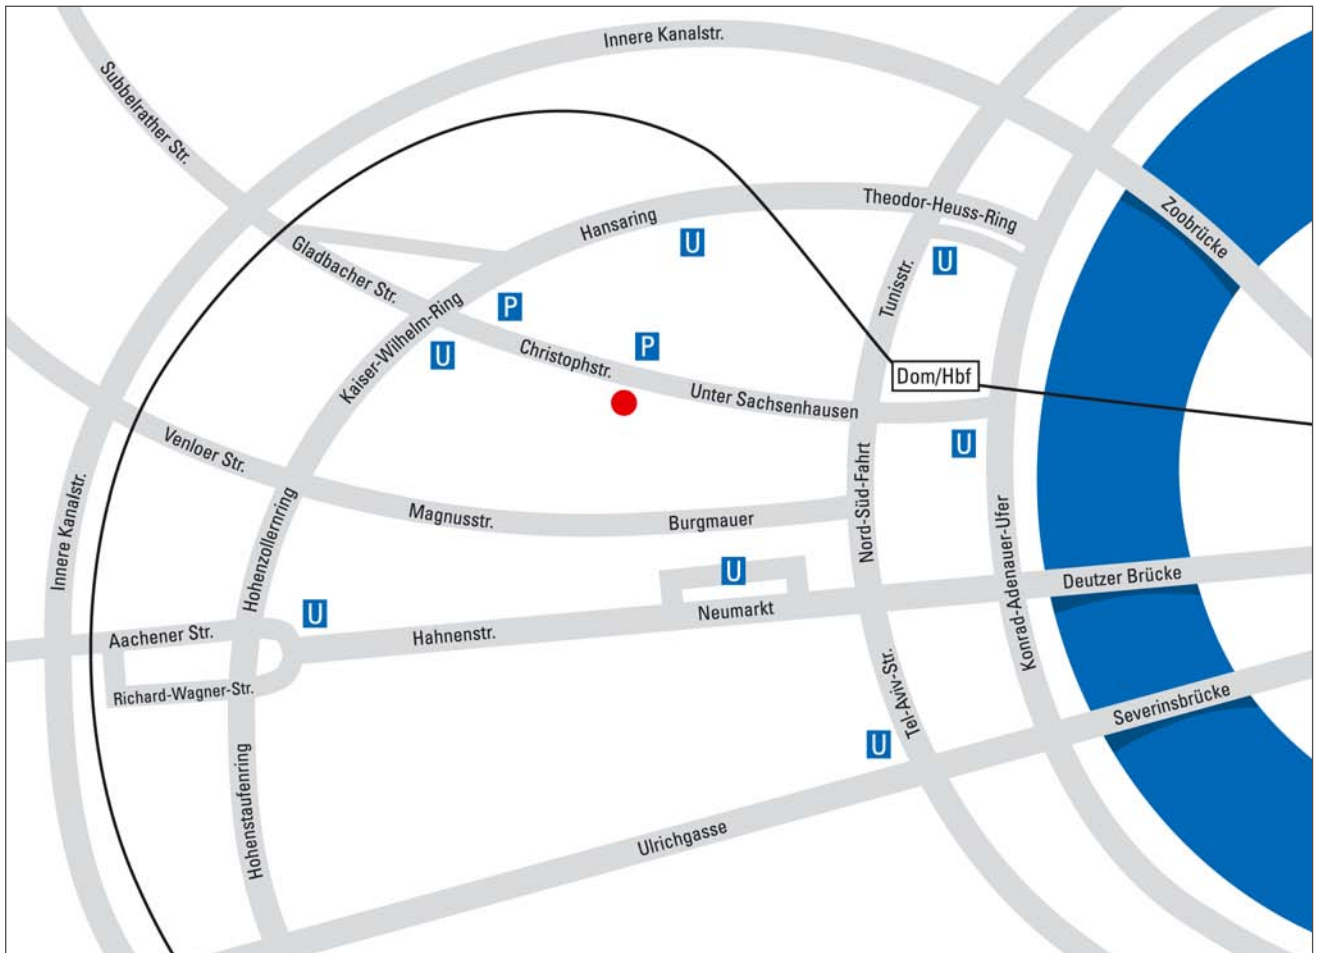 Innere Kanalstr.
Subbelrather Str.
Theodor-Heuss-Ring
Zoobrücke
Hansaring
U
U
Gladbacher Str.
Tunisstr.
P
Kaiser-Wilhelm-Ring
P
U
Christophstr.
Dom/Hbf
Unter Sachsenhausen
U
Venloer Str.
Nord-Süd-Fahrt
Innere Kanalstr.
Magnusstr.
Burgmauer
Hohenzollernring
Konrad-Adenauer-Ufer
U
Deutzer Brücke
U
Neumarkt
Aachener Str.
Hahnenstr.
Richard-Wagner-Str.
Tel-Aviv-Str.
Severinsbrücke
U
Hohenstaufenring
Ulrichgasse